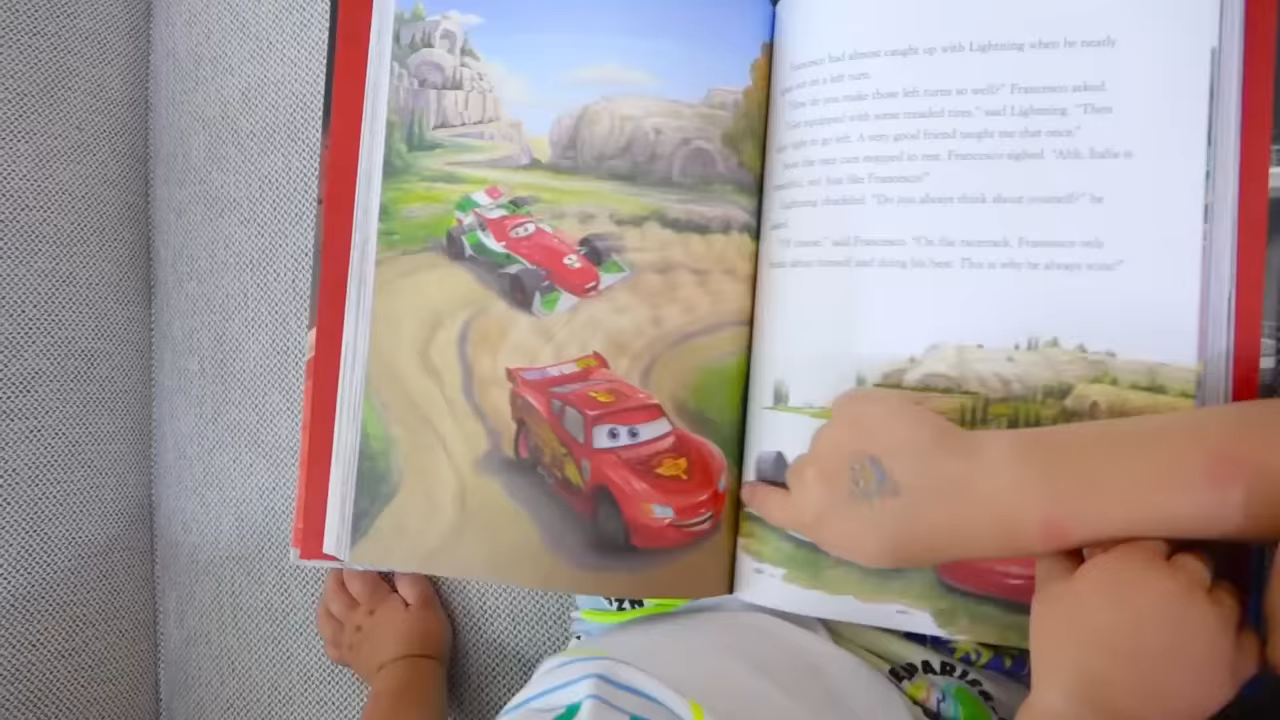 had almost caught up with Lightning when he nearly
out on a left turn.
"How do you make those left turns so well?" Francesco asked.
"Get equipped with some treaded tires," said Lightning. "Then
right to go left. A very good friend taught me that once."
the race cars stopped to rest, Francesco sighed. "Ahh, Italia is
just like Francesco!"
Lightning chuckled. "Do you always think about yourself?" he
"Of course," said Francesco. "On the racetrack, Francesco only
about himself and doing his best. This is why he always wins!"